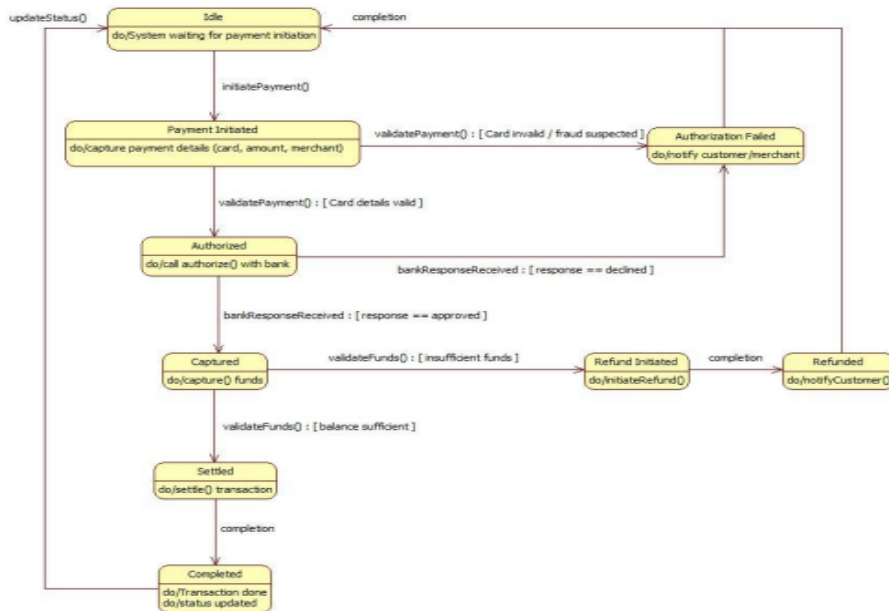 updateStatus()
Idle
completion
do/System waiting for payment initiation
initiatePayment()
Payment Initiated
validatePayment() : [ Card invalid / fraud suspected ]
Authorization Failed
do/capture payment details (card, amount, merchant)
do/notify customer/merchant
validatePayment() : [ Card details valid ]
Authorized
do/call authorize() with bank
bankResponseReceived : [ response == declined ]
bankResponseReceived : [ response == approved ]
Captured
validateFunds() : [ insufficient funds ]
Refund Initiated
completion
Refunded
do/capture() funds
do/initiateRefund()
do/notifyCustomer()
validateFunds() : [ balance sufficient ]
Settled
do/settle() transaction
completion
Completed
do/Transaction done
do/status updated